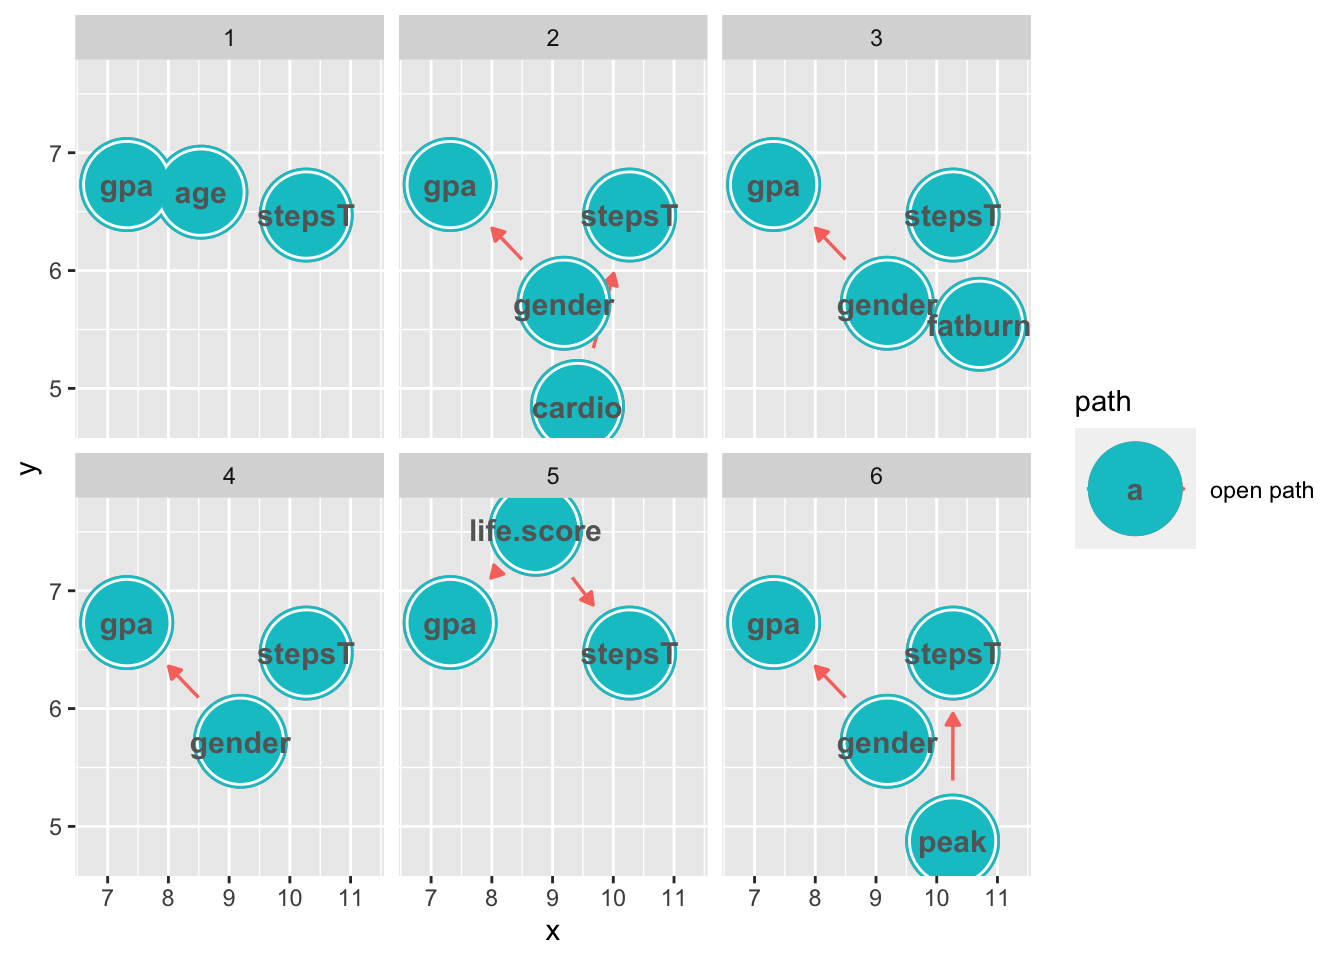 1 2 3
gpa age stepsT
gpa stepsT gender cardio
gpa stepsT gender fatburn
7
6
5
4 5 6
gpa stepsT gender
life.score gpa stepsT
gpa stepsT gender peak
7
6
5
7 8 9 10 11 7 8 9 10 11 7 8 9 10 11
x
y
path
a open path